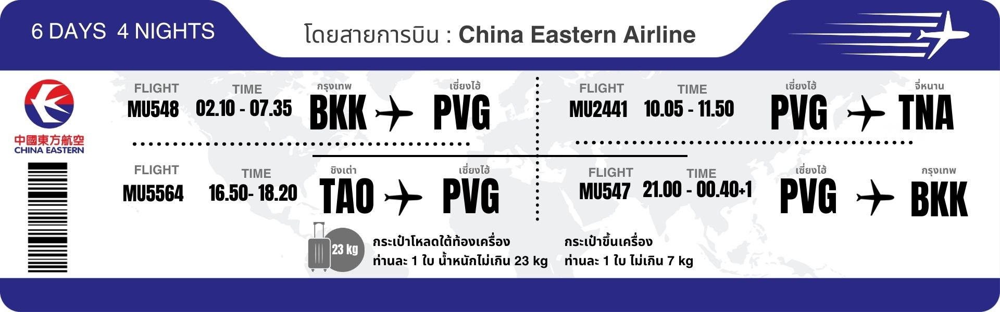 6 DAYS 4 NIGHTS
โดยสายการบิน : China Eastern Airline
中國東方航空
CHINA EASTERN
FLIGHT TIME กรุงเทพ เซี่ยงไฮ้
MU548 02.10 - 07.35 BKK PVG
FLIGHT TIME เซี่ยงไฮ้ จี่หนาน
MU2441 10.05 - 11.50 PVG TNA
FLIGHT TIME ชิงเต่า เซี่ยงไฮ้
MU5564 16.50- 18.20 TAO PVG
FLIGHT TIME เซี่ยงไฮ้ กรุงเทพ
MU547 21.00 - 00.40+1 PVG BKK
23 kg
กระเป๋าโหลดใต้ท้องเครื่อง
ท่านละ 1 ใบ น้ำหนักไม่เกิน 23 kg
กระเป๋าขึ้นเครื่อง
ท่านละ 1 ใบ ไม่เกิน 7 kg